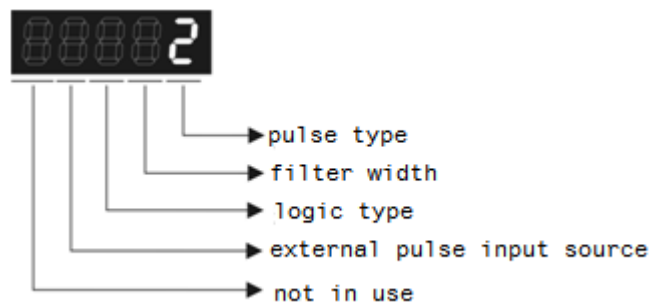 2
pulse type
filter width
logic type
external pulse input source
not in use